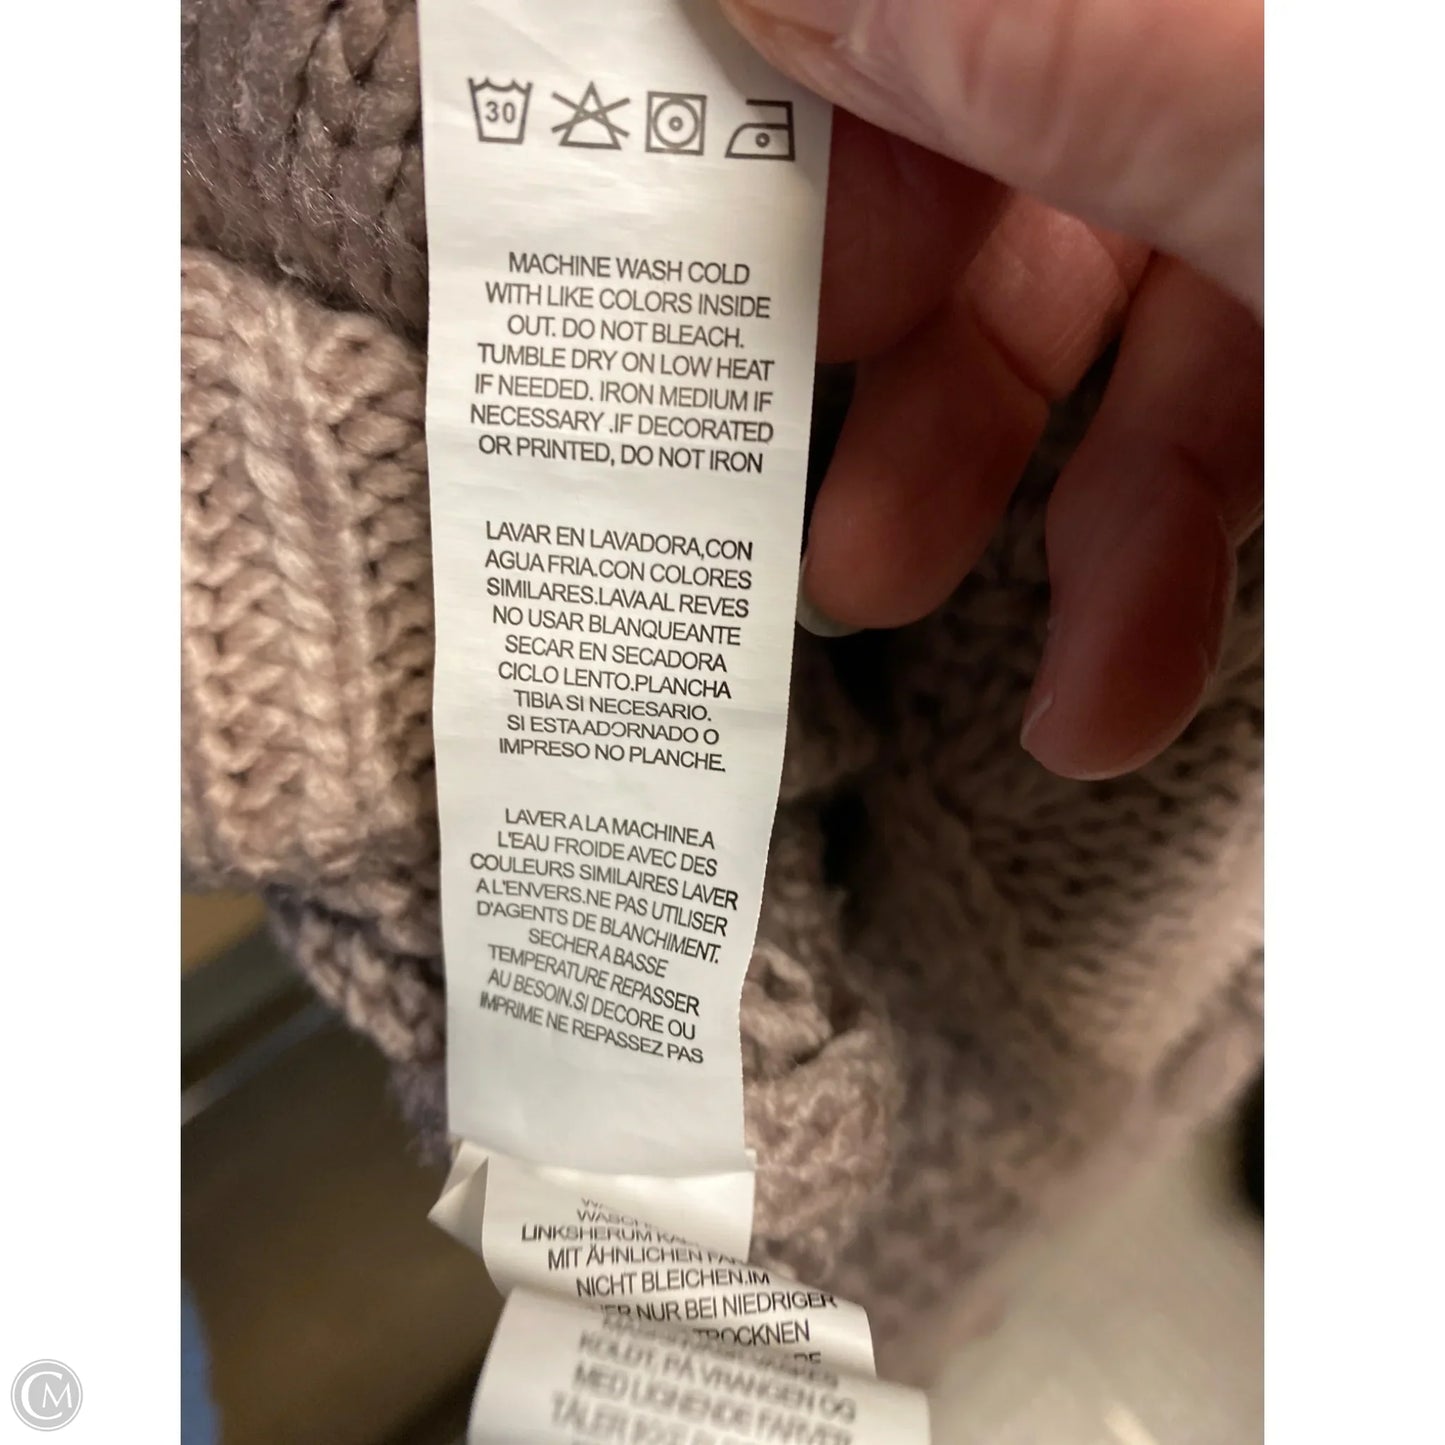 30
MACHINE WASH COLD
WITH LIKE COLORS INSIDE
OUT. DO NOT BLEACH.
TUMBLE DRY ON LOW HEAT
IF NEEDED. IRON MEDIUM IF
NECESSARY .IF DECORATED
OR PRINTED, DO NOT IRON
LAVAR EN LAVADORA,CON
AGUA FRIA.CON COLORES
SIMILARES.LAVA AL REVES
NO USAR BLANQUEANTE
SECAR EN SECADORA
CICLO LENTO.PLANCHA
TIBIA SI NECESARIO.
SI ESTA ADORNADO O
IMPRESO NO PLANCHE.
LAVER A LA MACHINE.A
L'EAU FROIDE AVEC DES
COULEURS SIMILAIRES LAVER
A L'ENVERS.NE PAS UTILISER
D'AGENTS DE BLANCHIMENT.
SECHER A BASSE
TEMPERATURE REPASSER
AU BESOIN.SI DECORE OU
IMPRIME NE REPASSEZ PAS
LINKSHERUM
MIT ÄHNLICHEN
NICHT BLEICHEN.IM
NUR BEI NIEDRIGER
TROCKNEN
KOLDT. PÅ VRANGEN OG
MED LIGNENDE FARVER
TÅLER
CM